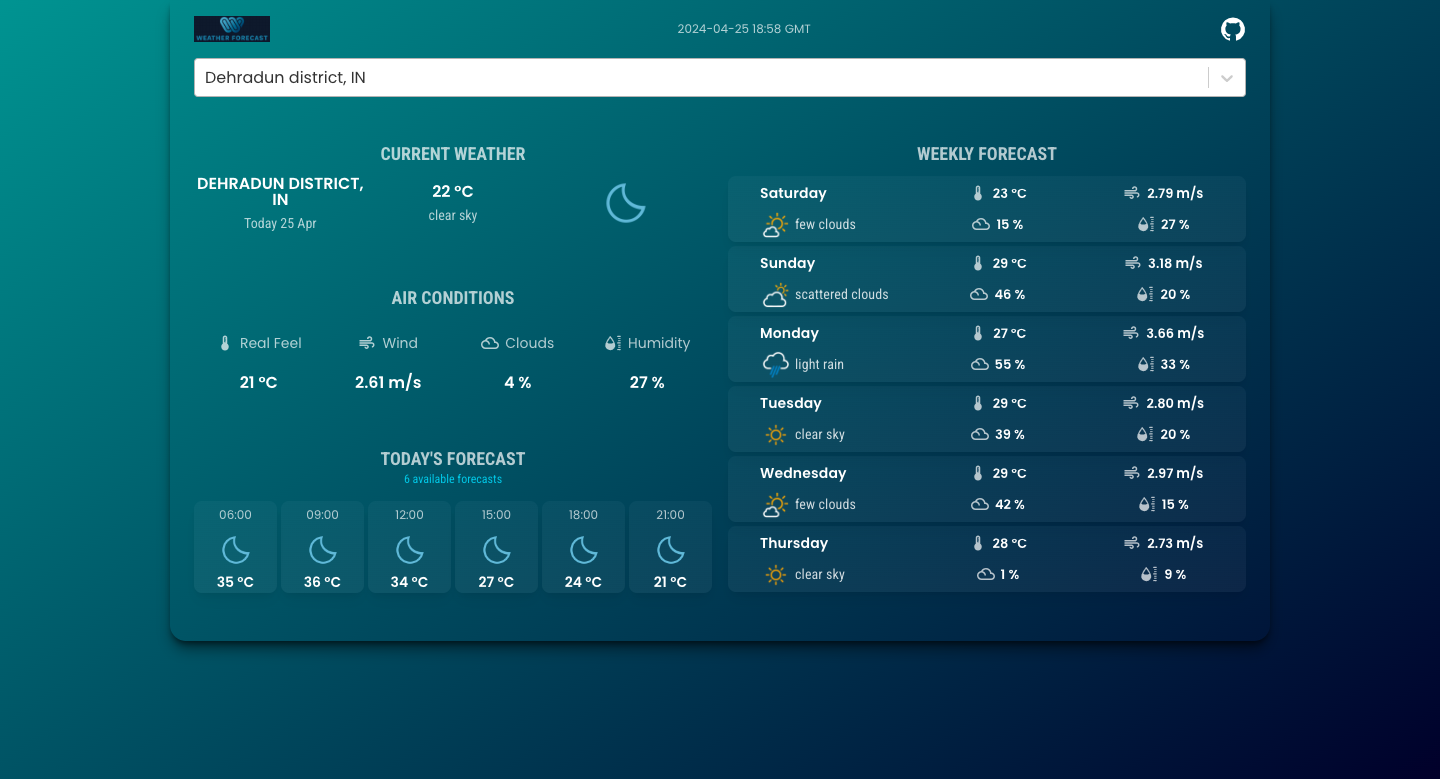 WEATHER FORECAST
2024-04-25 18:58 GMT
Dehradun district, IN
CURRENT WEATHER
DEHRADUN DISTRICT,
IN
Today 25 Apr
22 °C
clear sky
AIR CONDITIONS
Real Feel
Wind
Clouds
Humidity
21 °C
2.61 m/s
4 %
27 %
TODAY'S FORECAST
6 available forecasts
06:00
35 °C
09:00
36 °C
12:00
34 °C
15:00
27 °C
18:00
24 °C
21:00
21 °C
WEEKLY FORECAST
Saturday
23 °C
2.79 m/s
few clouds
15 %
27 %
Sunday
29 °C
3.18 m/s
scattered clouds
46 %
20 %
Monday
27 °C
3.66 m/s
light rain
55 %
33 %
Tuesday
29 °C
2.80 m/s
clear sky
39 %
20 %
Wednesday
29 °C
2.97 m/s
few clouds
42 %
15 %
Thursday
28 °C
2.73 m/s
clear sky
1 %
9 %